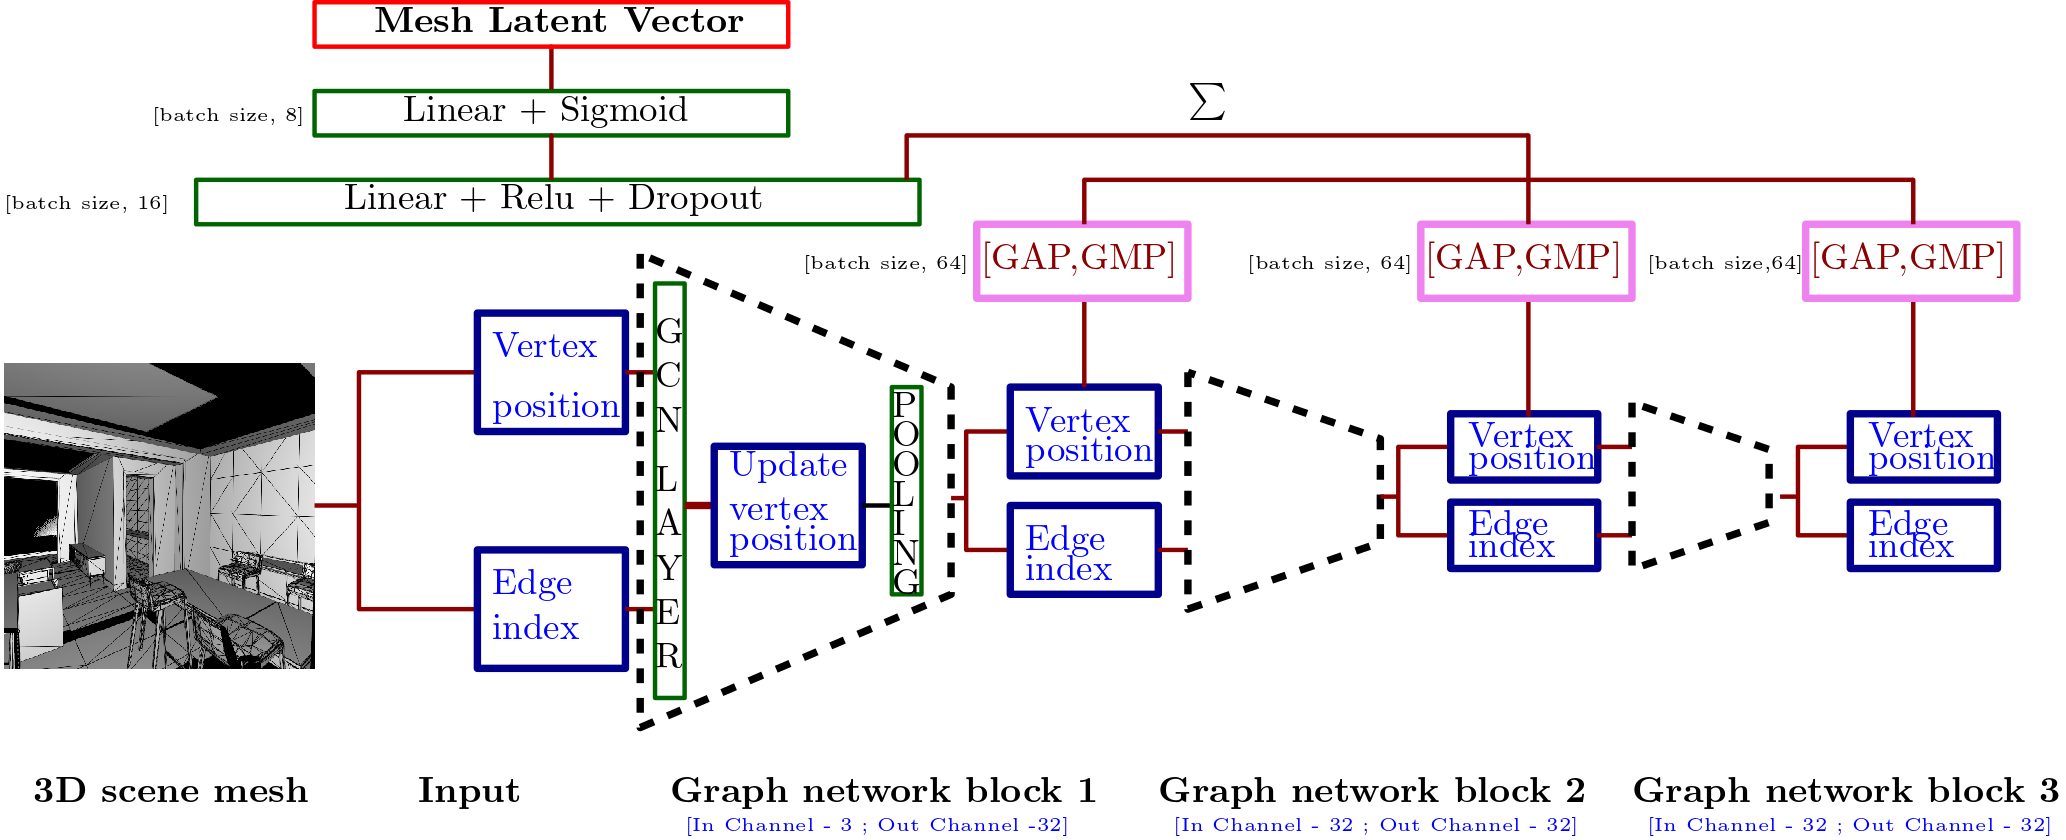 Mesh Latent Vector
∑
[batch size, 8]
Linear + Sigmoid
[batch size, 16]
Linear + Relu + Dropout
[batch size, 64]
[GAP,GMP]
[batch size, 64]
[GAP,GMP]
[batch size,64]
[GAP,GMP]
Vertex
position
Edge
index
GCN LAYER
Update
vertex
position
POOLING
Vertex
position
Edge
index
Vertex
position
Edge
index
Vertex
position
Edge
index
3D scene mesh
Input
Graph network block 1
[In Channel - 3 ; Out Channel -32]
Graph network block 2
[In Channel - 32 ; Out Channel - 32]
Graph network block 3
[In Channel - 32 ; Out Channel - 32]